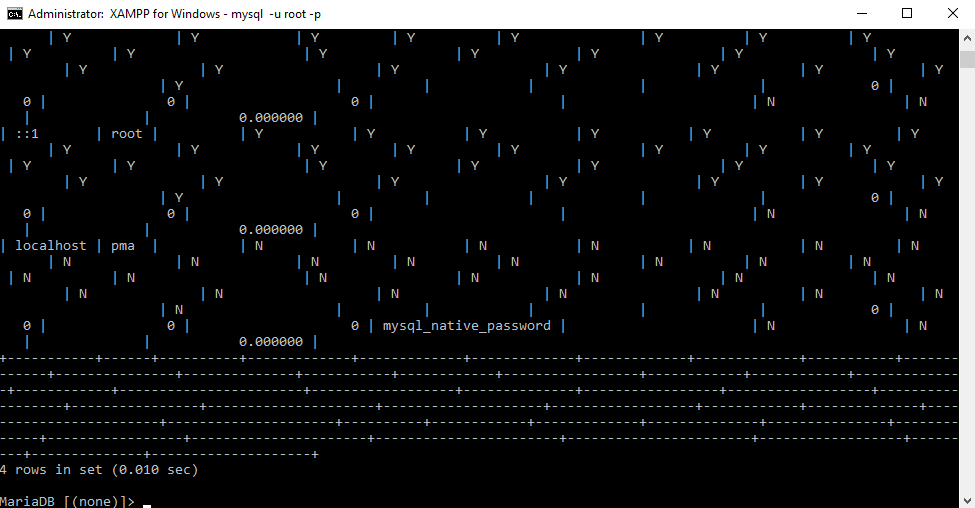 Administrator: XAMPP for Windows - mysql -u root -p
| Y | Y | Y | Y | Y | Y | Y | Y
| Y | Y | Y | Y | Y | Y | Y
| Y | Y | Y | Y | Y | Y | Y
| Y | | | | | 0 |
0 | 0 | 0 | | | N | N
| | 0.000000 |
| ::1 | root | | Y | Y | Y | Y | Y | Y | Y
| Y | Y | Y | Y | Y | Y | Y | Y
| Y | Y | Y | Y | Y | Y | Y
| Y | Y | Y | Y | Y | Y | Y
| Y | | | | | 0 |
0 | 0 | 0 | | | N | N
| | 0.000000 |
| localhost | pma | | N | N | N | N | N | N | N
| N | N | N | N | N | N | N | N
| N | N | N | N | N | N | N
| N | N | N | N | N | N | N
| N | | | | | 0 |
0 | 0 | 0 | mysql_native_password | | N | N
| | 0.000000 |
+-----------+------+-----------+-------------+-------------+-------------+-------------+-----------+-------
------+---------------+--------------+-----------+------------+-----------------+------------+------------+------
-+------------+-----------------------+------------------+------------------+---------------+--------------+----------
--------+----------------+---------------------+--------------------+------------------+------------+---------------+----
--------------------+---------------------+----------+------------+-------------+---------------+--------
-----+-----------------+----------------------+-----------------------+------------------------+-----------------+------
---+--------------+--------------------+
4 rows in set (0.010 sec)
MariaDB [(none)]>